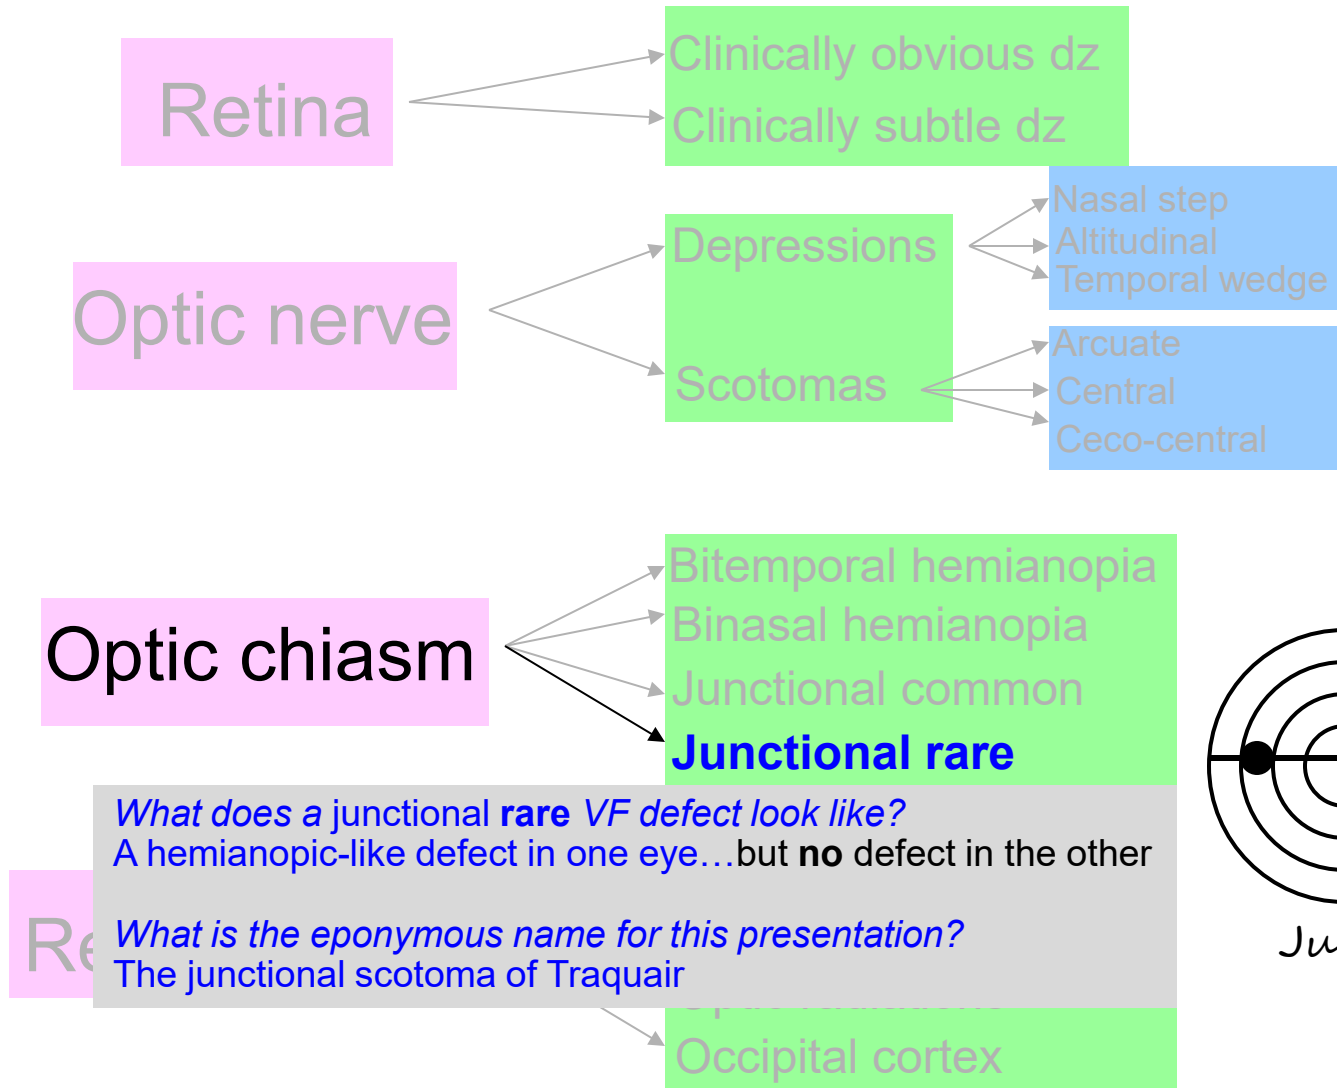 Retina
Clinically obvious dz
Clinically subtle dz
Optic nerve
Depressions
Nasal step
Altitudinal
Temporal wedge
Scotomas
Arcuate
Central
Ceco-central
Optic chiasm
Bitemporal hemianopia
Binasal hemianopia
Junctional common
Junctional rare
What does a junctional rare VF defect look like?
A hemianopic-like defect in one eye…but no defect in the other
What is the eponymous name for this presentation?
The junctional scotoma of Traquair
Occipital cortex